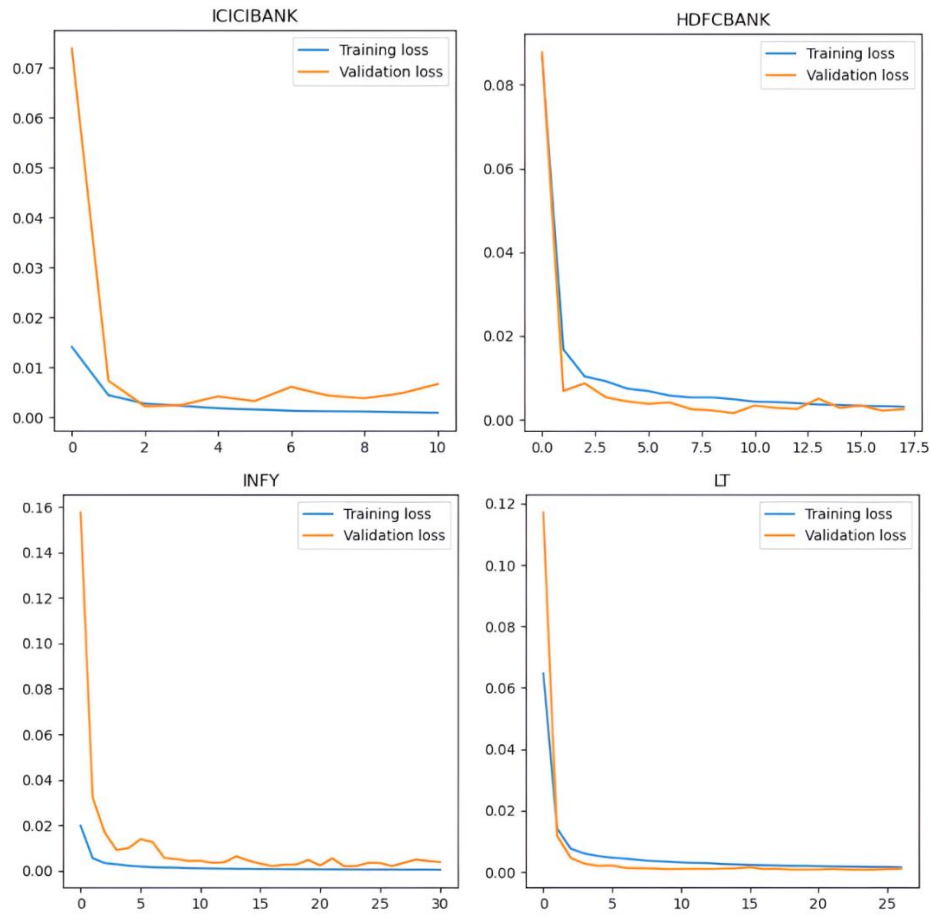 ICICIBANK
Training loss
Validation loss
0.07
0.06
0.05
0.04
0.03
0.02
0.01
0.00
0 2 4 6 8 10
HDFCBANK
Training loss
Validation loss
0.08
0.06
0.04
0.02
0.00
0.0 2.5 5.0 7.5 10.0 12.5 15.0 17.5
INFY
Training loss
Validation loss
0.16
0.14
0.12
0.10
0.08
0.06
0.04
0.02
0.00
0 5 10 15 20 25 30
LT
Training loss
Validation loss
0.12
0.10
0.08
0.06
0.04
0.02
0.00
0 5 10 15 20 25